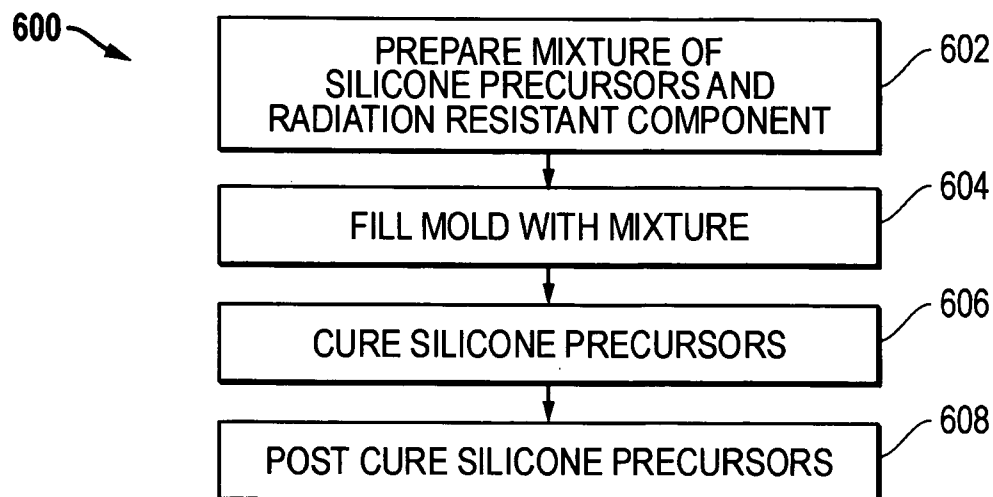 600
PREPARE MIXTURE OF
SILICONE PRECURSORS AND
RADIATION RESISTANT COMPONENT
602
FILL MOLD WITH MIXTURE
604
CURE SILICONE PRECURSORS
606
POST CURE SILICONE PRECURSORS
608